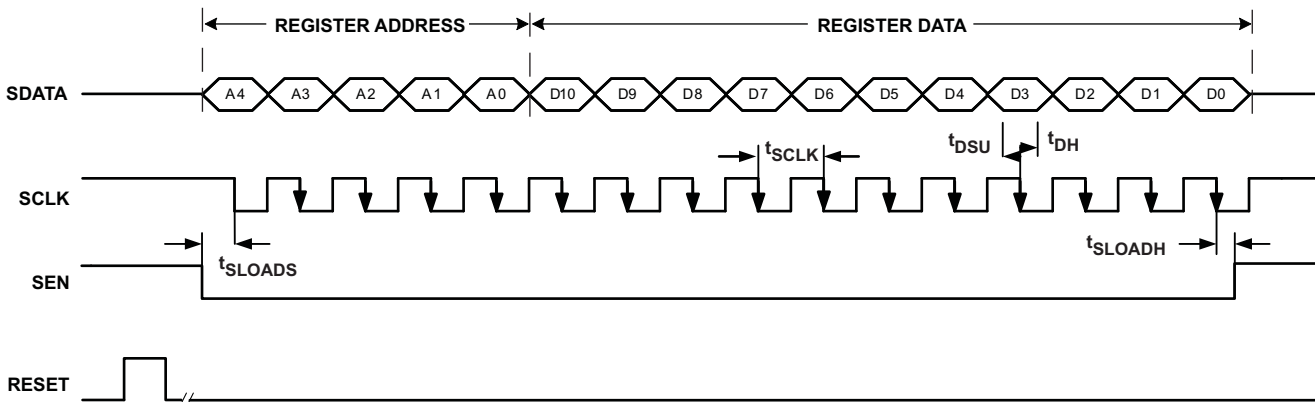 REGISTER ADDRESS REGISTER DATA
SDATA A4 A3 A2 A1 A0 D10 D9 D8 D7 D6 D5 D4 D3 D2 D1 D0
tSCLK tDSU tDH
SCLK
tSLOADS tSLOADH
SEN
RESET